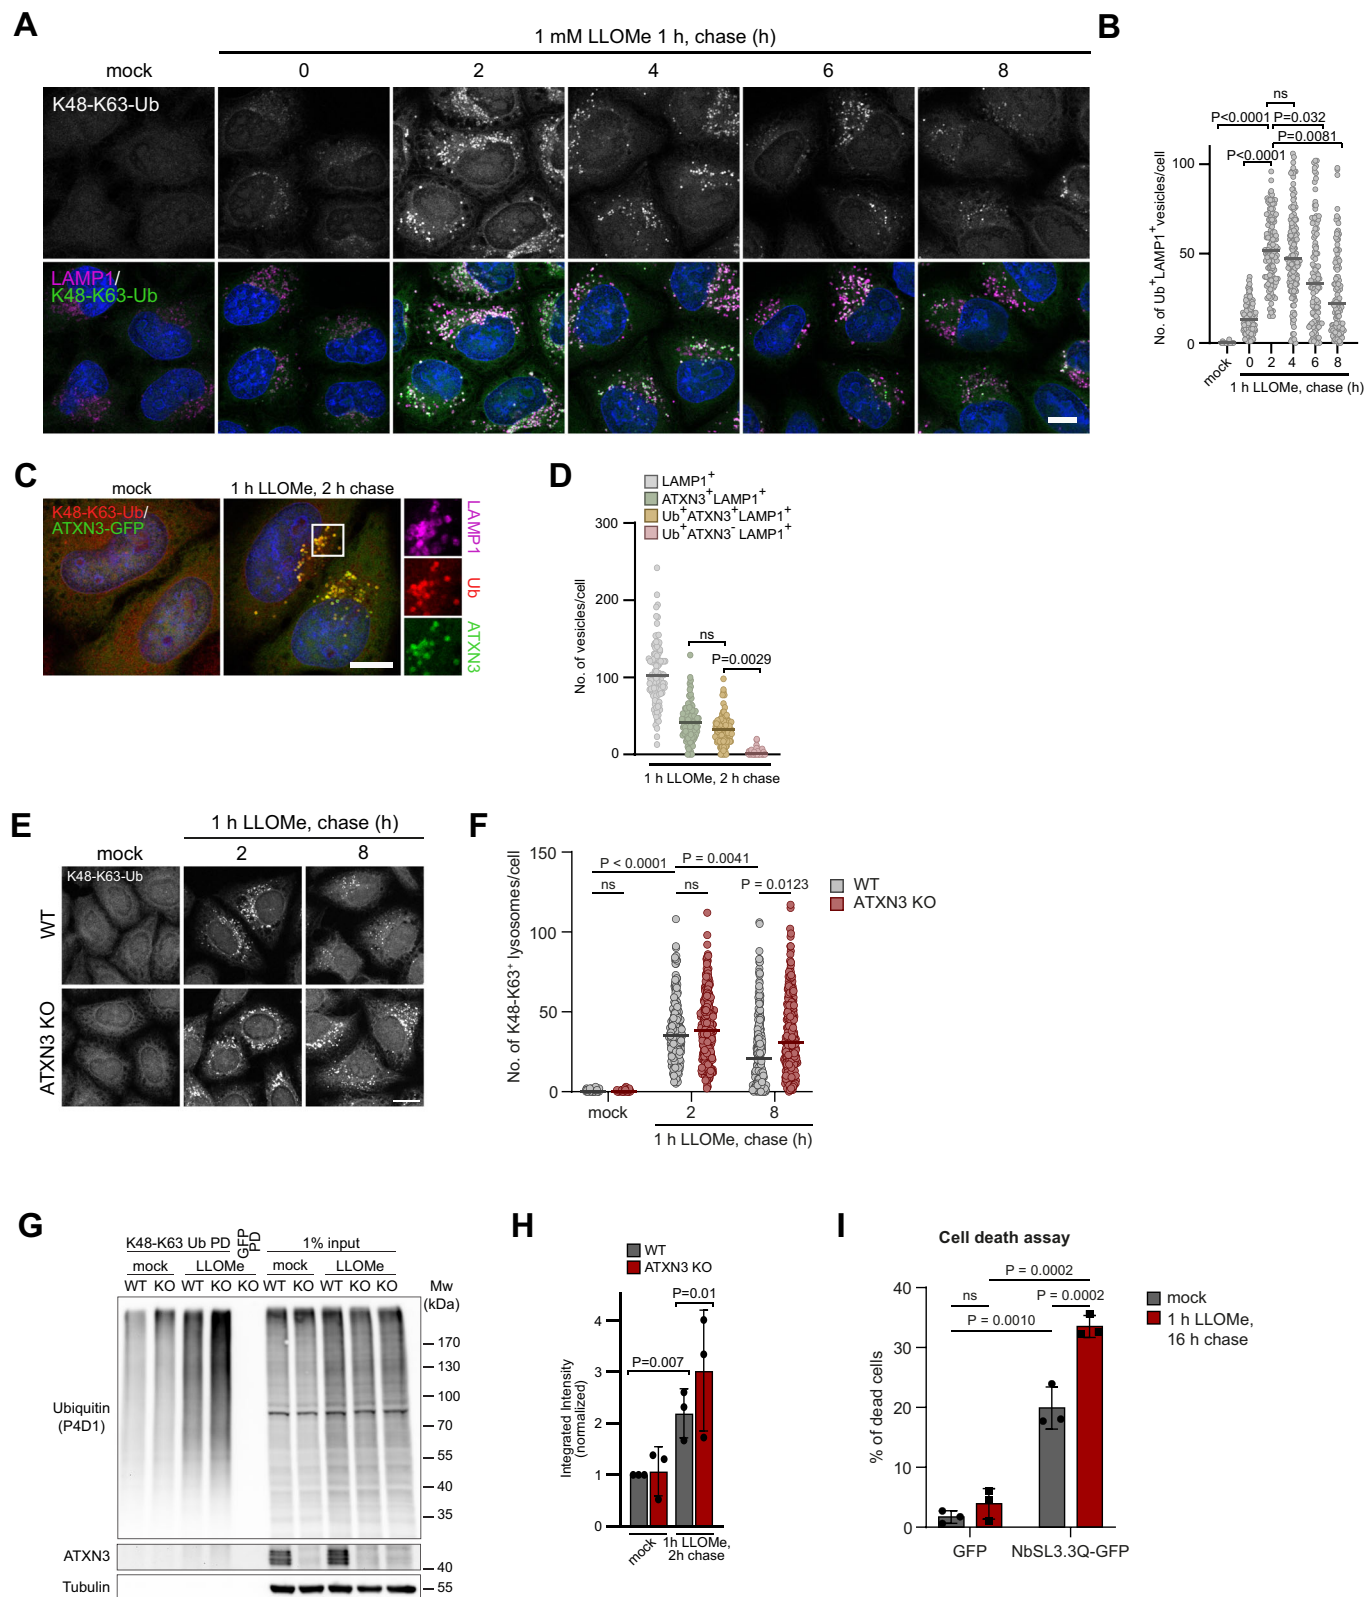 A
1 mM LLOMe 1 h, chase (h)
mock 0 2 4 6 8
K48-K63-Ub
LAMP1/
K48-K63-Ub
B
ns
P<0.0001 P=0.032
P=0.0081
P<0.0001
No. of Ub+LAMP1+vesicles/cell
100
50
0
mock 0 2 4 6 8
1 h LLOMe, chase (h)
C
mock 1 h LLOMe, 2 h chase
K48-K63-Ub/
ATXN3-GFP
LAMP1
Ub
ATXN3
D
LAMP1+
ATXN3+LAMP1+
Ub+ATXN3+LAMP1+
Ub+ATXN3- LAMP1+
No. of vesicles/cell
300
200
100
0
ns
P=0.0029
1 h LLOMe, 2 h chase
E
1 h LLOMe, chase (h)
mock 2 8
K48-K63-Ub
WT
ATXN3 KO
F
No. of K48-K63+ lysosomes/cell
150
100
50
0
P < 0.0001 P = 0.0041
ns ns P = 0.0123
WT
ATXN3 KO
mock 2 8
1 h LLOMe, chase (h)
G
K48-K63 Ub PD GFP PD 1% input
mock LLOMe mock LLOMe
WT KO WT KO KO WT KO WT KO KO Mw
(kDa)
170
130
100
70
55
40
35
Ubiquitin
(P4D1)
ATXN3
40
Tubulin
55
H
WT
ATXN3 KO
P=0.01
P=0.007
Integrated Intensity
(normalized)
4
3
2
1
0
mock 1h LLOMe,
2h chase
I
Cell death assay
P = 0.0002
ns P = 0.0002
P = 0.0010
mock
1 h LLOMe,
16 h chase
% of dead cells
40
30
20
10
0
GFP NbSL3.3Q-GFP